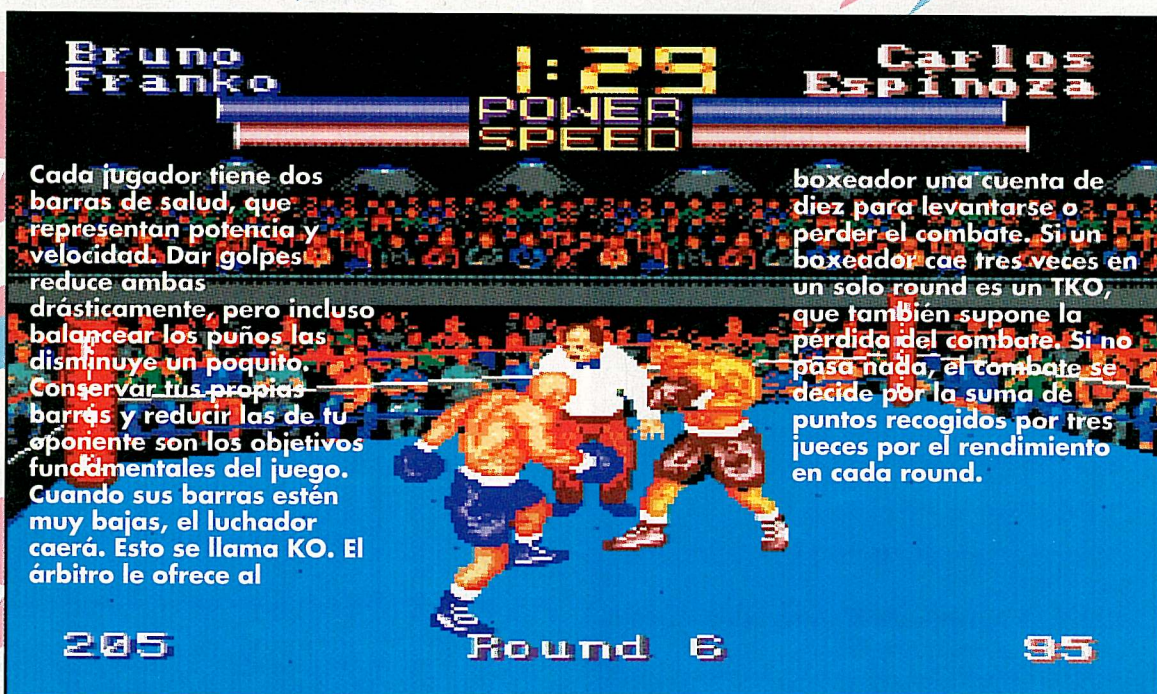 Bruno
Franko
1:29
Carlos
Espinoza
POWER
SPEED
Cada jugador tiene dos
barras de salud, que
representan potencia y
velocidad. Dar golpes
reduce ambas
drásticamente, pero incluso
balancear los puños las
disminuye un poquito.
Conservar tus propias
barras y reducir las de tu
oponente son los objetivos
fundamentales del juego.
Cuando sus barras estén
muy bajas, el luchador
caerá. Esto se llama KO. El
árbitro le ofrece al
boxeador una cuenta de
diez para levantarse o
perder el combate. Si un
boxeador cae tres veces en
un solo round es un TKO,
que también supone la
pérdida del combate. Si no
pasa nada, el combate se
decide por la suma de
puntos recogidos por tres
jueces por el rendimiento
en cada round.
205
Round 6
95